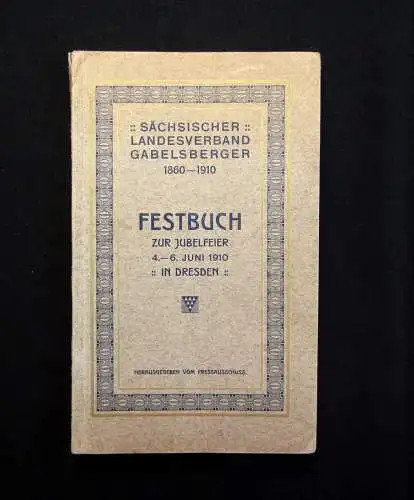 :: SÄCHSISCHER ::
LANDESVERBAND
GABELSBERGER
1860—1910
FESTBUCH
ZUR JUBELFEIER
4.—6. JUNI 1910
:: IN DRESDEN ::
HERAUSGEGEBEN VOM PRESSAUSSCHUSS.